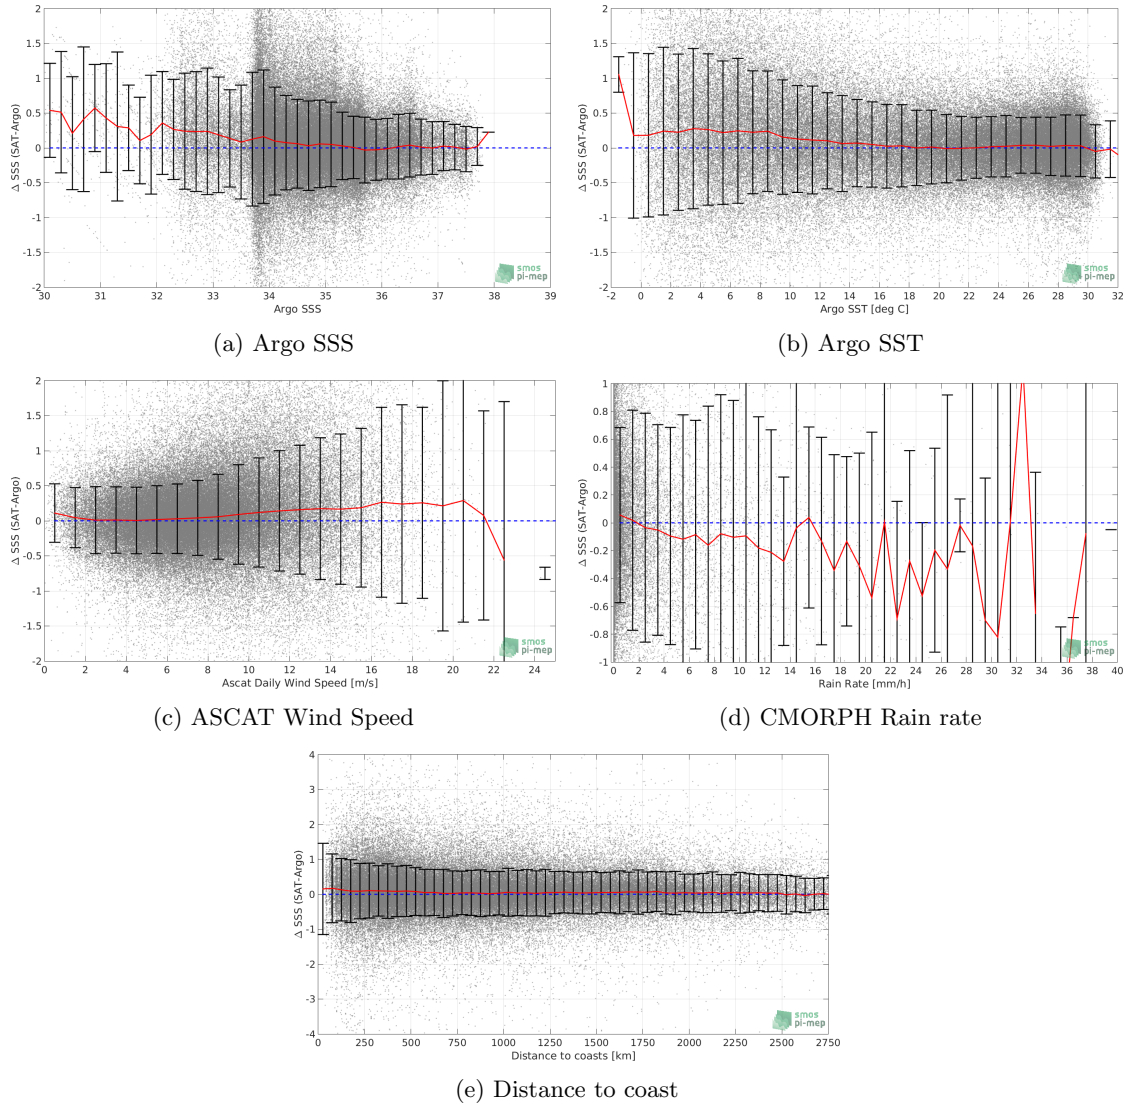 2
1.5
1
0.5
0
-0.5
-1
-1.5
-2
Δ SSS (SAT-Argo)
30 31 32 33 34 35 36 37 38 39
Argo SSS
smos
pi-mep
(a) Argo SSS
2
1.5
1
0.5
0
-0.5
-1
-1.5
-2
Δ SSS (SAT-Argo)
-2 0 2 4 6 8 10 12 14 16 18 20 22 24 26 28 30 32
Argo SST [deg C]
smos
pi-mep
(b) Argo SST
2
1.5
1
0.5
0
-0.5
-1
-1.5
-2
Δ SSS (SAT-Argo)
0 2 4 6 8 10 12 14 16 18 20 22 24
Ascat Daily Wind Speed [m/s]
smos
pi-mep
(c) ASCAT Wind Speed
1
0.8
0.6
0.4
0.2
0
-0.2
-0.4
-0.6
-0.8
-1
Δ SSS (SAT-Argo)
0 2 4 6 8 10 12 14 16 18 20 22 24 26 28 30 32 34 36 38 40
Rain Rate [mm/h]
smos
pi-mep
(d) CMORPH Rain rate
4
3
2
1
0
-1
-2
-3
-4
Δ SSS (SAT-Argo)
0 250 500 750 1000 1250 1500 1750 2000 2250 2500 2750
Distance to coasts [km]
smos
pi-mep
(e) Distance to coast